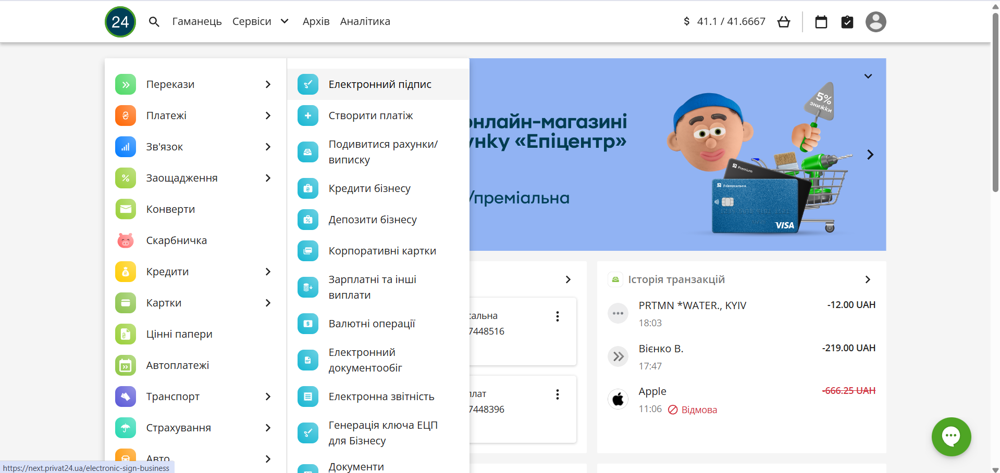 24
Гаманець
Сервіси
Архів
Аналітика
$ 41.1 / 41.6667
Перекази
Платежі
Зв'язок
Заощадження
Конверти
Скарбничка
Кредити
Картки
Цінні папери
Автоплатежі
Транспорт
Страхування
Авто
Електронний підпис
Створити платіж
Подивитися рахунки/
виписку
Кредити бізнесу
Депозити бізнесу
Корпоративні картки
Зарплатні та інші
виплати
Валютні операції
Електронний
документообіг
Електронна звітність
Генерація ключа ЕЦП
для Бізнесу
Документи
онлайн-магазині
унку «Епіцентр»
/преміальна
5%
знижки
Premium
Універсальна
VISA
сальна
7448516
плат
7448396
Історія транзакцій
PRTMN *WATER., KYIV
-12.00 UAH
18:03
Вієнко В.
-219.00 UAH
17:47
Apple
-666.25 UAH
11:06
Відмова
https://next.privat24.ua/electronic-sign-business